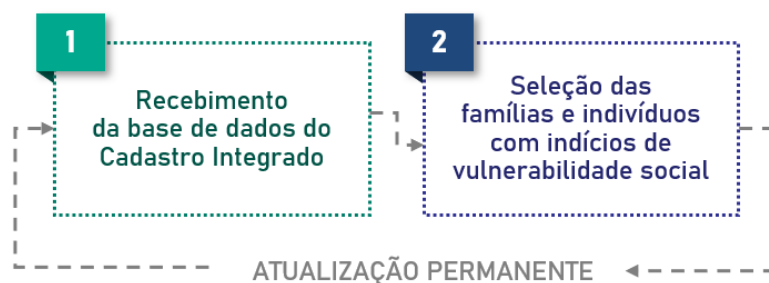 1
Recebimento
da base de dados do
Cadastro Integrado
2
Seleção das
famílias e indivíduos
com indícios de
vulnerabilidade social
ATUALIZAÇÃO PERMANENTE